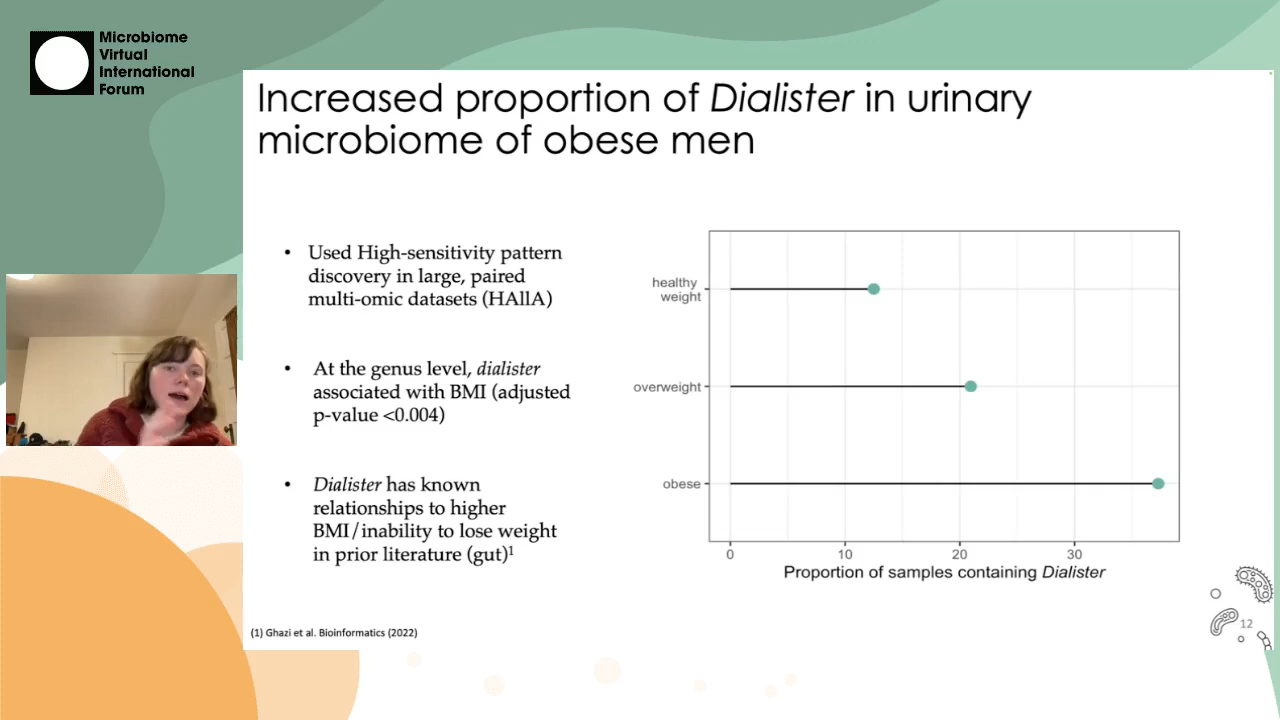 Microbiome
Virtual
International
Forum
Increased proportion of Dialister in urinary
microbiome of obese men
• Used High-sensitivity pattern
discovery in large, paired
multi-omic datasets (HAllA)
• At the genus level, dialister
associated with BMI (adjusted
p-value <0.004)
• Dialister has known
relationships to higher
BMI/inability to lose weight
in prior literature (gut)¹
healthy
weight
overweight
obese
0 10 20 30
Proportion of samples containing Dialister
(1) Ghazi et al. Bioinformatics (2022)
12